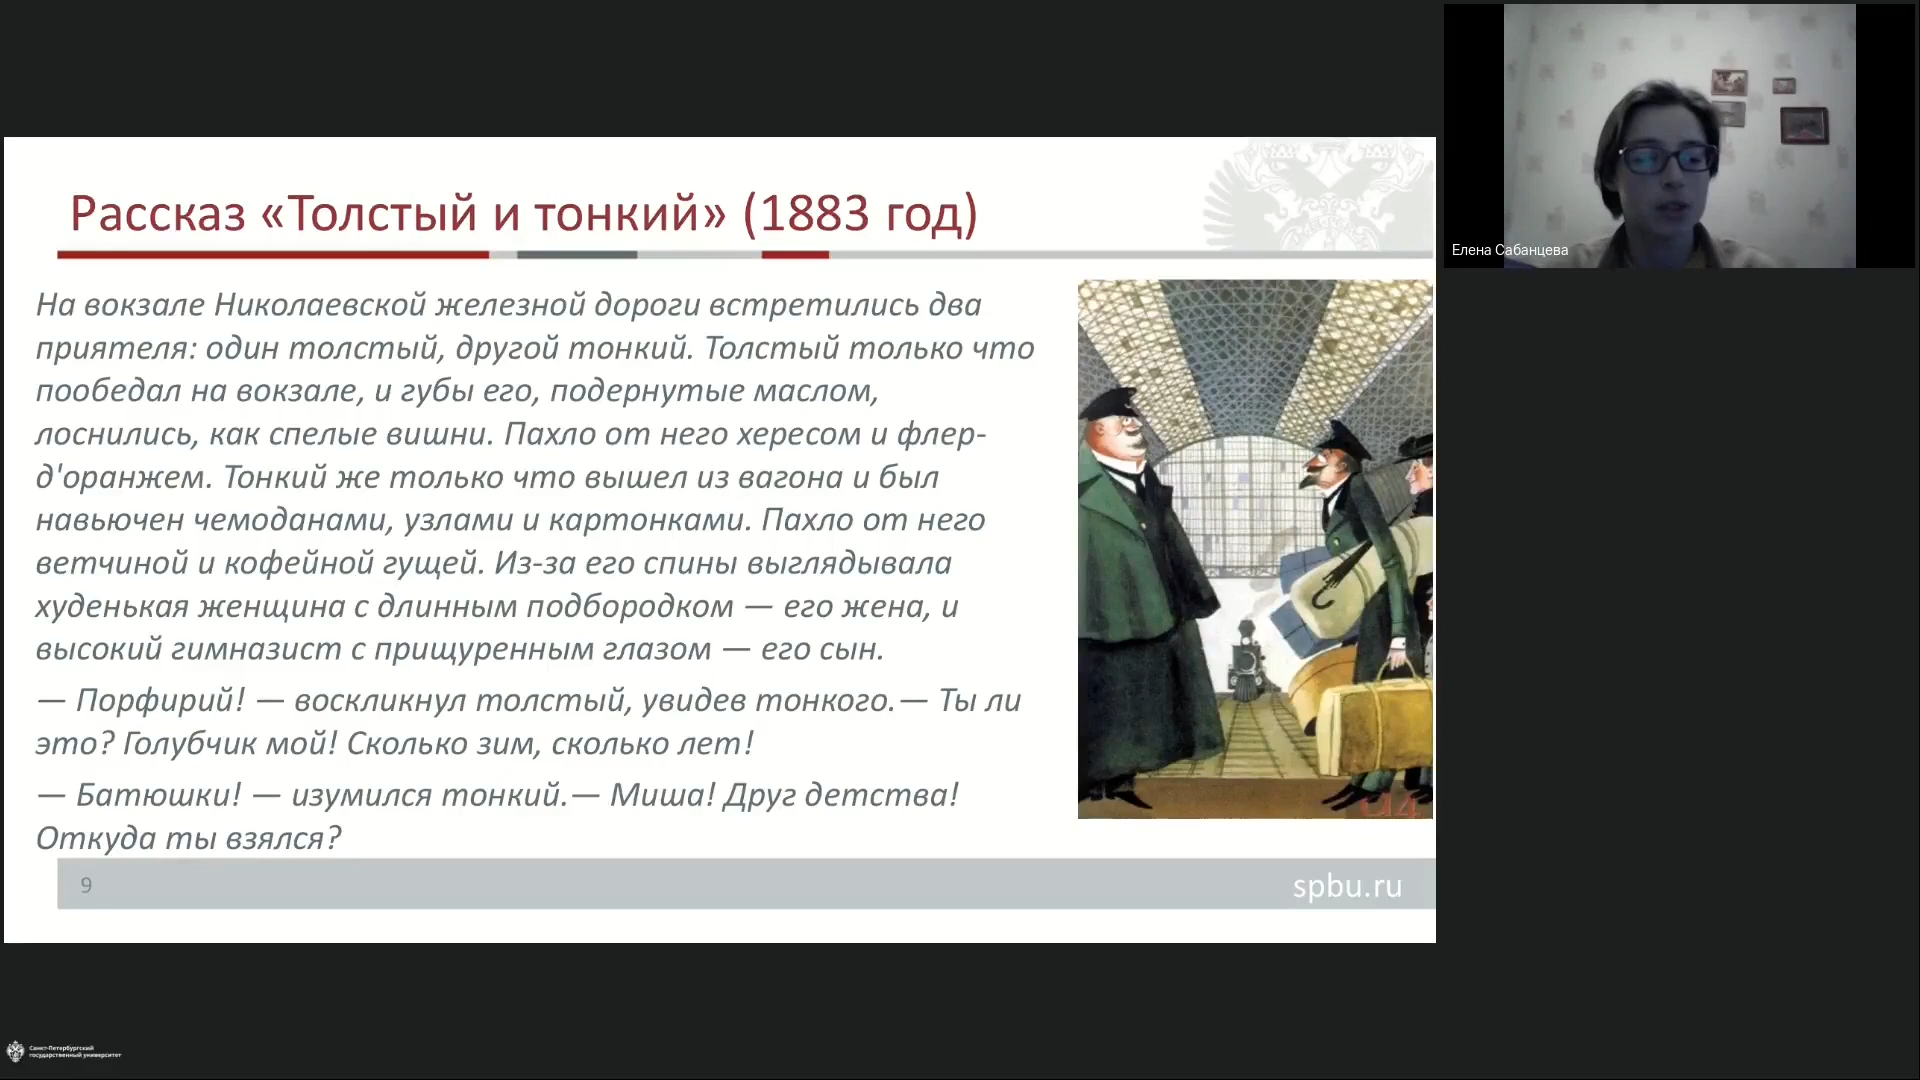 Рассказ «Толстый и тонкий» (1883 год)
На вокзале Николаевской железной дороги встретились два
приятеля: один толстый, другой тонкий. Толстый только что
пообедал на вокзале, и губы его, подернутые маслом,
лоснились, как спелые вишни. Пахло от него хересом и флер-
д'оранжем. Тонкий же только что вышел из вагона и был
навьючен чемоданами, узлами и картонками. Пахло от него
ветчиной и кофейной гущей. Из-за его спины выглядывала
худенькая женщина с длинным подбородком — его жена, и
высокий гимназист с прищуренным глазом — его сын.
— Порфирий! — воскликнул толстый, увидев тонкого.— Ты ли
это? Голубчик мой! Сколько зим, сколько лет!
— Батюшки! — изумился тонкий.— Миша! Друг детства!
Откуда ты взялся?
9
spbu.ru
Елена Сабанцева
Санкт-Петербургский
государственный университет